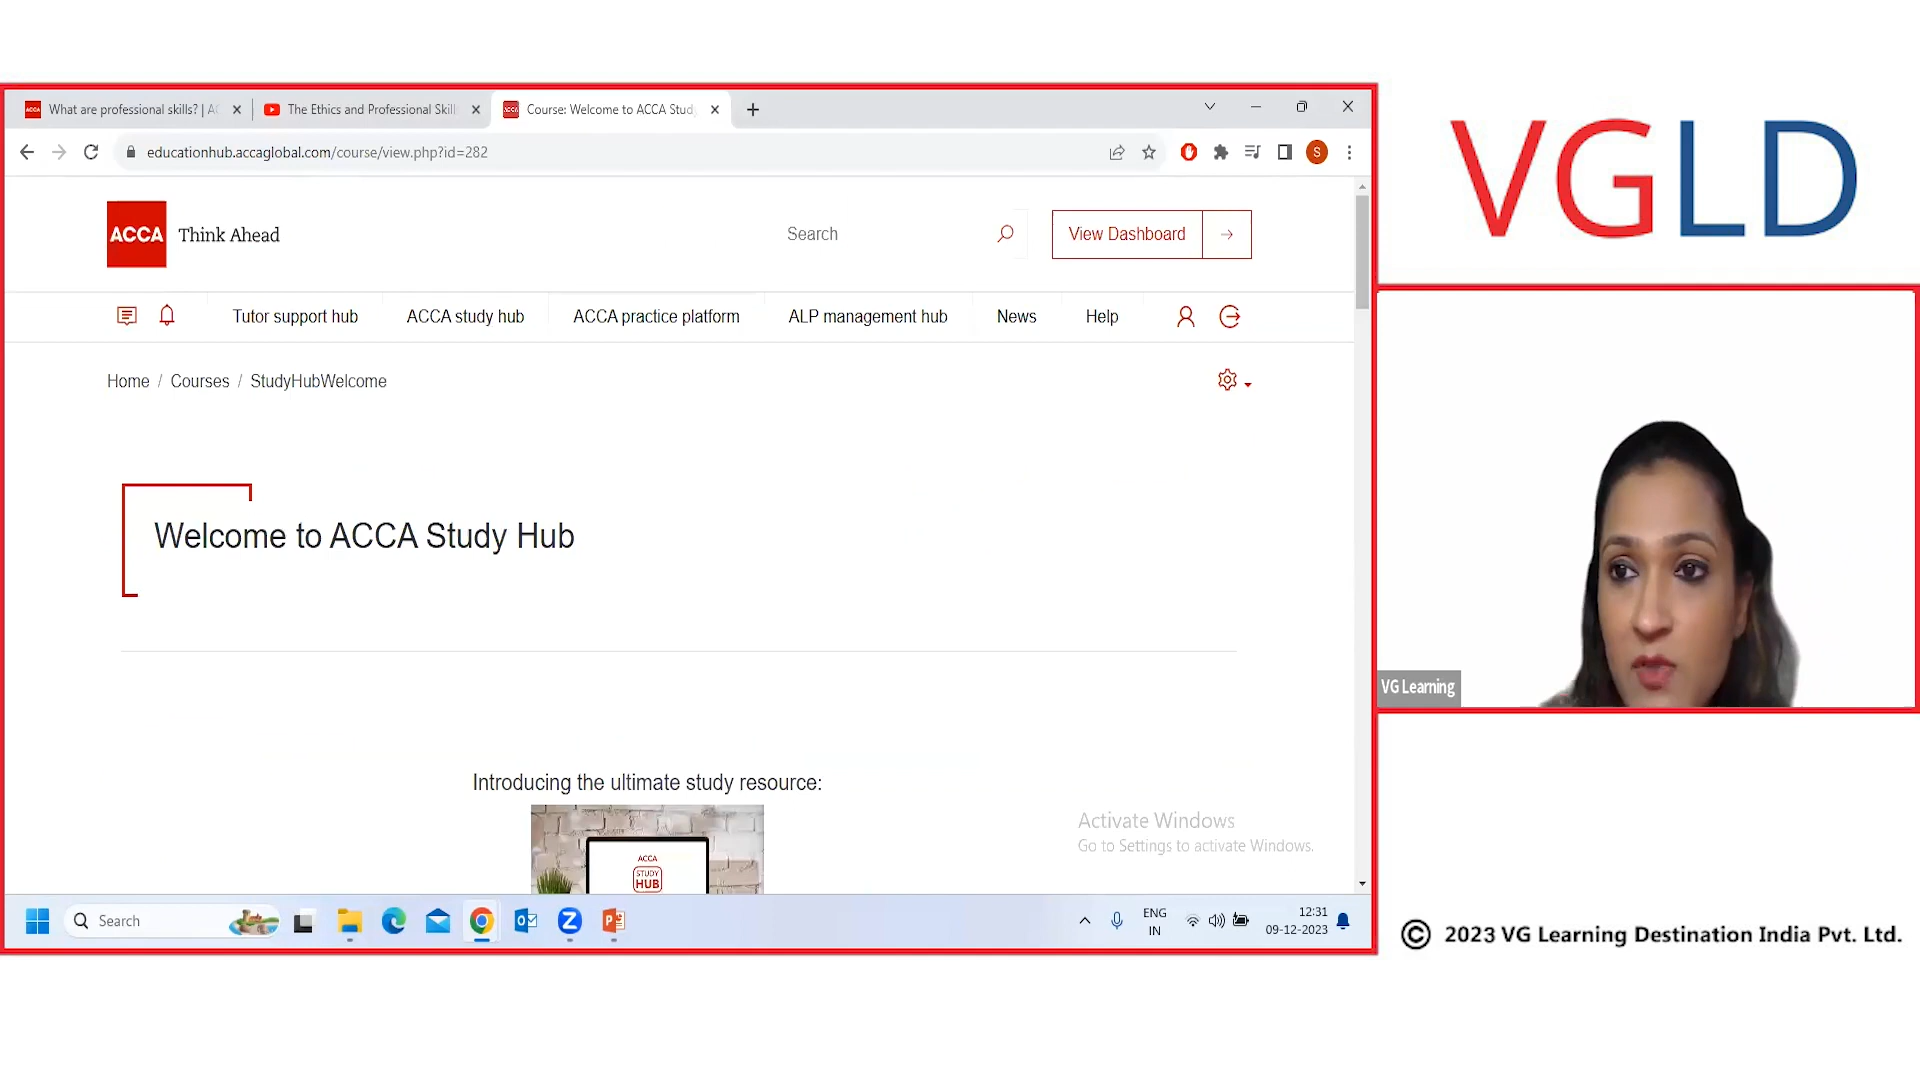 What are professional skills? | AC
The Ethics and Professional Skill
Course: Welcome to ACCA Stud
educationhub.accaglobal.com/course/view.php?id=282
S
ACCA
Think Ahead
Search
View Dashboard
Tutor support hub
ACCA study hub
ACCA practice platform
ALP management hub
News
Help
Home / Courses / StudyHubWelcome
Welcome to ACCA Study Hub
Introducing the ultimate study resource:
ACCA
STUDY
HUB
Activate Windows
Go to Settings to activate Windows.
Search
ENG
IN
12:31
09-12-2023
VGLD
VG Learning
© 2023 VG Learning Destination India Pvt. Ltd.